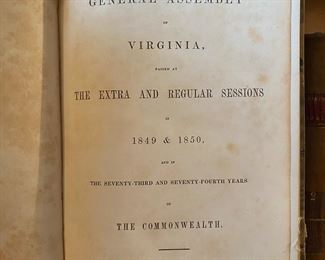 GENERAL ASSEMBLY
OF
VIRGINIA,
PASSED AT
THE EXTRA AND REGULAR SESSIONS
IN
1849 & 1850,
AND IN
THE SEVENTY-THIRD AND SEVENTY-FOURTH YEARS
OF
THE COMMONWEALTH.